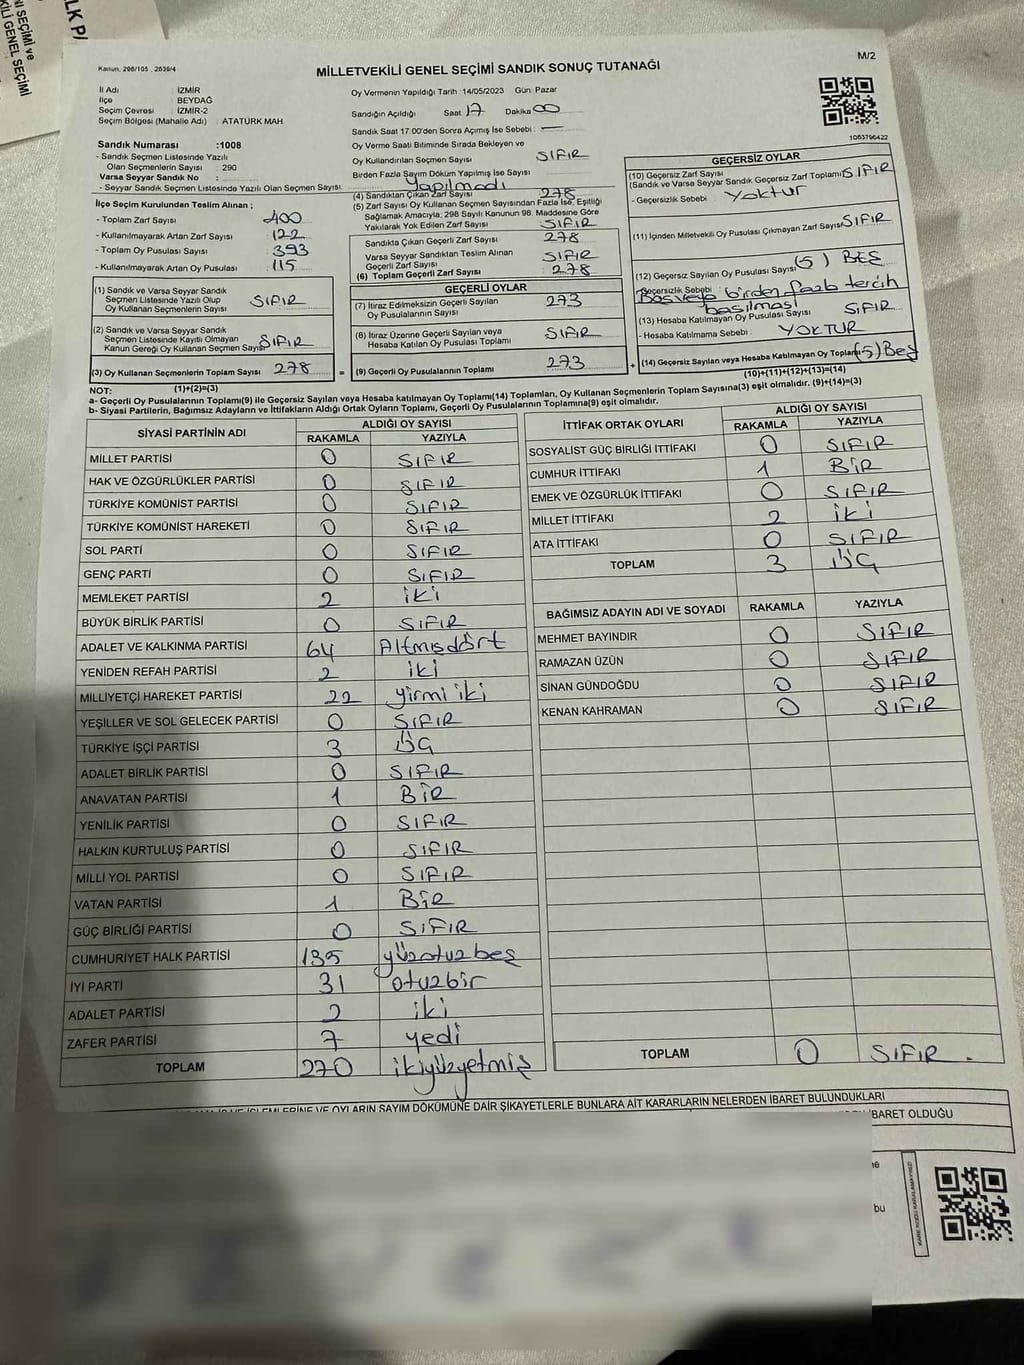 LK PA
Nİ SEÇİMİ ve
KİLİ GENEL SEÇİMİ
Kanun, 298/105 , 2839/4
M/2
MİLLETVEKİLİ GENEL SEÇİMİ SANDIK SONUÇ TUTANAĞI
İl Adı İZMİR
İlçe BEYDAĞ
Seçim Çevresi İZMİR-2
Seçim Bölgesi (Mahalle Adı) : ATATÜRK MAH
Sandık Numarası :1008
- Sandık Seçmen Listesinde Yazılı
Olan Seçmenlerin Sayısı : 290
Varsa Seyyar Sandık No :
- Seyyar Sandık Seçmen Listesinde Yazılı Olan Seçmen Sayısı:
Oy Vermenin Yapıldığı Tarih :14/05/2023 Gün: Pazar
Sandığın Açıldığı Saat 17 Dakika 00
Sandık Saat 17.00'den Sonra Açımış İse Sebebi : —
Oy Verme Saati Bitiminde Sırada Bekleyen ve
Oy Kullandırılan Seçmen Sayısı SIFIR
Birden Fazla Sayım Döküm Yapılmış İse Sayısı
Yapılmadı
1083796422
İlçe Seçim Kurulundan Teslim Alınan ;
- Toplam Zarf Sayısı 400
- Kullanılmayarak Artan Zarf Sayısı 122
- Toplam Oy Pusulası Sayısı 393
- Kullanılmayarak Artan Oy Pusulası : 115
(1) Sandık ve Varsa Seyyar Sandık
Seçmen Listesinde Yazılı Olup
Oy Kullanan Seçmenlerin Sayısı SIFIR
(2) Sandık ve Varsa Seyyar Sandık
Seçmen Listesinde Kayıtlı Olmayan
Kanun Gereği Oy Kullanan Seçmen Sayısı SIFIR
(3) Oy Kullanan Seçmenlerin Toplam Sayısı 278
(4) Sandıktan Çıkan Zarf Sayısı 278
(5) Zarf Sayısı Oy Kullanan Seçmen Sayısından Fazla İse, Eşitliği
Sağlamak Amacıyla; 298 Sayılı Kanunun 98. Maddesine Göre
Yakılarak Yok Edilen Zarf Sayısı SIFIR
Sandıkta Çıkan Geçerli Zarf Sayısı 278
Varsa Seyyar Sandıktan Teslim Alınan
Geçerli Zarf Sayısı SIFIR
(6) Toplam Geçerli Zarf Sayısı 278
GEÇERLİ OYLAR
(7) İtiraz Edilmeksizin Geçerli Sayılan
Oy Pusulalarının Sayısı 273
(8) İtiraz Üzerine Geçerli Sayılan veya
Hesaba Katılan Oy Pusulası Toplamı SIFIR
= (9) Geçerli Oy Pusulalarının Toplamı 273
GEÇERSİZ OYLAR
(10) Geçersiz Zarf Sayısı
(Sandık ve Varsa Seyyar Sandık Geçersiz Zarf Toplamı) SIFIR
- Geçersizlik Sebebi : Yoktur
(11) İçinden Milletvekili Oy Pusulası Çıkmayan Zarf Sayısı SIFIR
(12) Geçersiz Sayılan Oy Pusulası Sayısı (5) BEŞ
- Geçersizlik Sebebi :
Boş veya birden fazla tercih
basılması
(13) Hesaba Katılmayan Oy Pusulası Sayısı SIFIR
- Hesaba Katılmama Sebebi : YOKTUR
+ (14) Geçersiz Sayılan veya Hesaba Katılmayan Oy Toplamı (5) Beş
NOT: (1)+(2)=(3)
(10)+(11)+(12)+(13)=(14)
a- Geçerli Oy Pusulalarının Toplamı(9) ile Geçersiz Sayılan veya Hesaba katılmayan Oy Toplamı(14) Toplamları, Oy Kullanan Seçmenlerin Toplam Sayısına(3) eşit olmalıdır. (9)+(14)=(3)
b- Siyasi Partilerin, Bağımsız Adayların ve İttifakların Aldığı Ortak Oyların Toplamı, Geçerli Oy Pusulalarının Toplamına(9) eşit olmalıdır.
SİYASİ PARTİNİN ADI ALDIĞI OY SAYISI
RAKAMLA YAZIYLA
MİLLET PARTİSİ 0 SIFIR
HAK VE ÖZGÜRLÜKLER PARTİSİ 0 SIFIR
TÜRKİYE KOMÜNİST PARTİSİ 0 SIFIR
TÜRKİYE KOMÜNİST HAREKETİ 0 SIFIR
SOL PARTİ 0 SIFIR
GENÇ PARTİ 0 SIFIR
MEMLEKET PARTİSİ 2 iki
BÜYÜK BİRLİK PARTİSİ 0 SIFIR
ADALET VE KALKINMA PARTİSİ 64 Altmışdört
YENİDEN REFAH PARTİSİ 2 iki
MİLLİYETÇİ HAREKET PARTİSİ 22 yirmi iki
YEŞİLLER VE SOL GELECEK PARTİSİ 0 SIFIR
TÜRKİYE İŞÇİ PARTİSİ 3 ÜÇ
ADALET BİRLİK PARTİSİ 0 SIFIR
ANAVATAN PARTİSİ 1 BİR
YENİLİK PARTİSİ 0 SIFIR
HALKIN KURTULUŞ PARTİSİ 0 SIFIR
MİLLİ YOL PARTİSİ 0 SIFIR
VATAN PARTİSİ 1 BİR
GÜÇ BİRLİĞİ PARTİSİ 0 SIFIR
CUMHURİYET HALK PARTİSİ 135 yüzotuzbeş
İYİ PARTİ 31 otuzbir
ADALET PARTİSİ 2 iki
ZAFER PARTİSİ 7 yedi
TOPLAM 270 ikiyüzyetmiş
İTTİFAK ORTAK OYLARI ALDIĞI OY SAYISI
RAKAMLA YAZIYLA
SOSYALİST GÜÇ BİRLİĞİ İTTİFAKI 0 SIFIR
CUMHUR İTTİFAKI 1 BİR
EMEK VE ÖZGÜRLÜK İTTİFAKI 0 SIFIR
MİLLET İTTİFAKI 2 iki
ATA İTTİFAKI 0 SIFIR
TOPLAM 3 ÜÇ
BAĞIMSIZ ADAYIN ADI VE SOYADI RAKAMLA YAZIYLA
MEHMET BAYINDIR 0 SIFIR
RAMAZAN ÜZÜN 0 SIFIR
SİNAN GÜNDOĞDU 0 SIFIR
KENAN KAHRAMAN 0 SIFIR
TOPLAM 0 SIFIR .
İŞLEMLERİNE VE OYLARIN SAYIM DÖKÜMÜNE DAİR ŞİKAYETLERLE BUNLARA AİT KARARLARIN NELERDEN İBARET BULUNDUKLARI
İBARET OLDUĞU
ne
bu